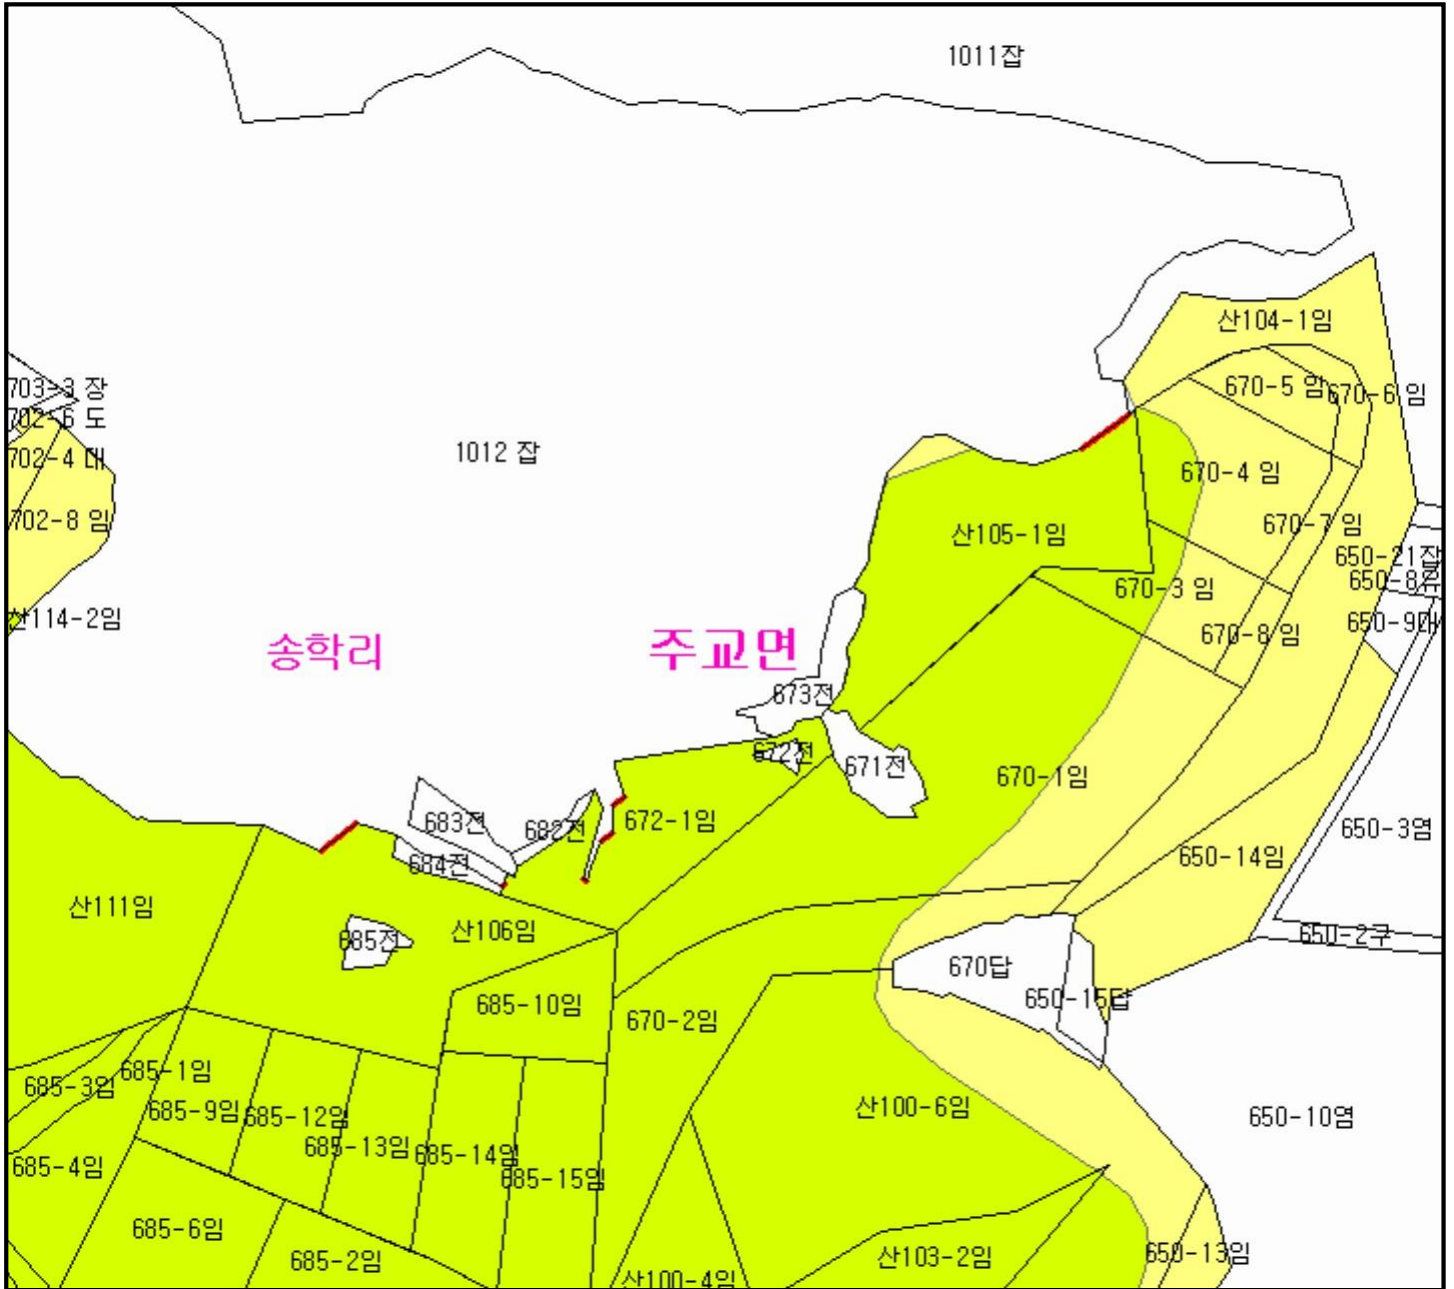 1011잡
산104-1임
703-3 장
670-5 임
670-6 임
702-6 도
1012 잡
702-4 대
670-4 임
702-8 임
670-7 임
산105-1임
650-21잡
650-8
670-3 임
산114-2임
650-9대
670-8 임
송학리
주교면
673전
672전
671전
670-1임
683전
682전
672-1임
650-3염
684전
650-14임
산111임
685전
산106임
650-2구
670답
650-15답
685-10임
670-2임
685-1임
685-3임
685-9임
685-12임
산100-6임
650-10염
685-13임
685-14임
685-4임
685-15임
685-6임
685-2임
산103-2임
650-13임
산100-4임